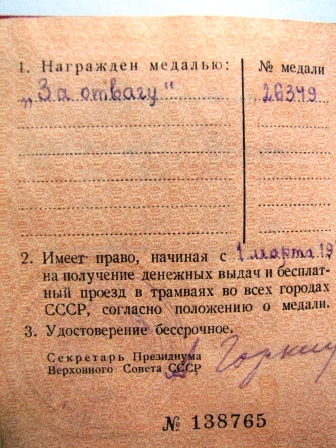 1. Награжден медалью: № медали
„За отвагу“ 26349
2. Имеет право, начиная с 1 марта 19
на получение денежных выдач и бесплат-
ный проезд в трамваях во всех городах
СССР, согласно положению о медали.
3. Удостоверение бессрочное.
Секретарь Президиума
Верховного Совета СССР
А Горкин
№ 138765